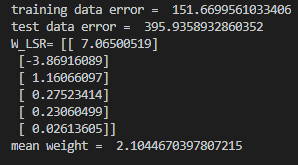 training data error =  151.6699561033406
test data error =  395.9358932860352
W_LSR= [[ 7.06500519]
 [-3.86916089]
 [ 1.16066097]
 [ 0.27523414]
 [ 0.23060499]
 [ 0.02613605]]
mean weight =  2.1044670397807215